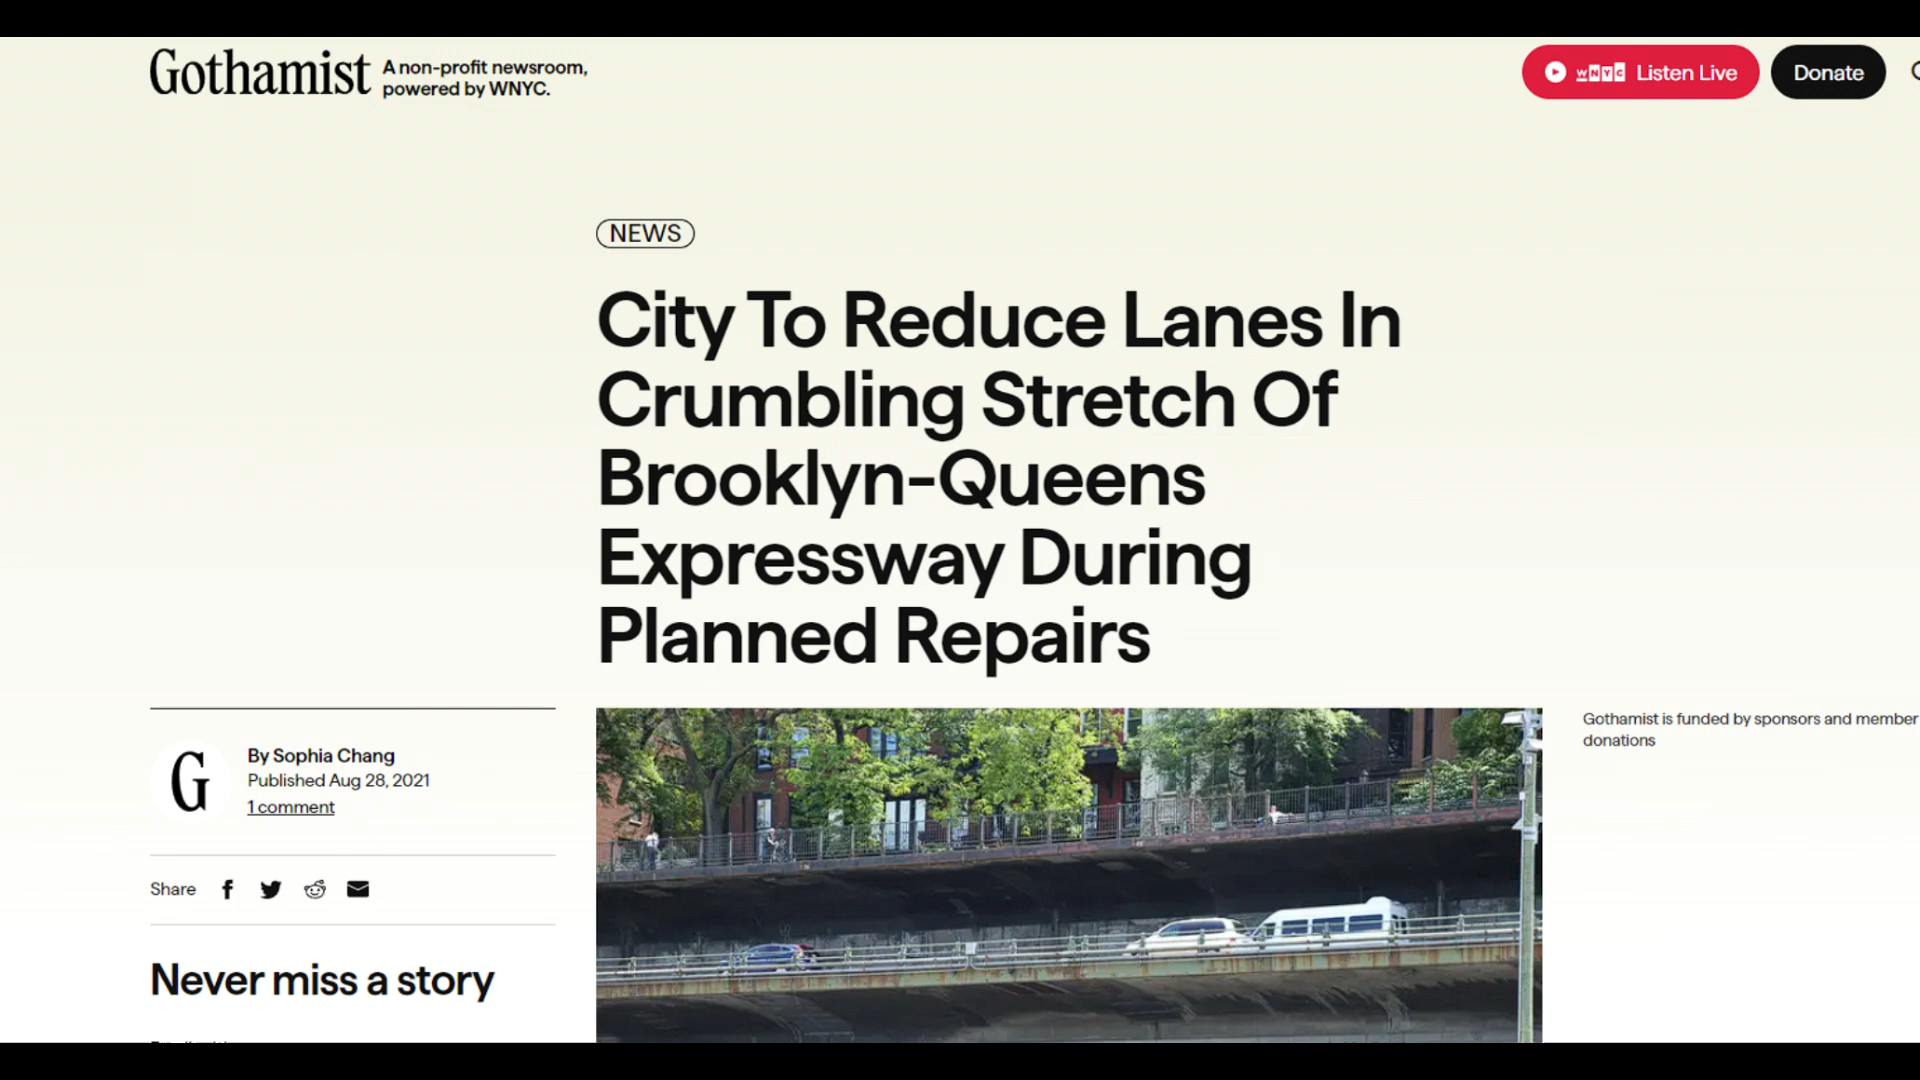 Gothamist
A non-profit newsroom,
powered by WNYC.
WNYC Listen Live
Donate
NEWS
City To Reduce Lanes In
Crumbling Stretch Of
Brooklyn-Queens
Expressway During
Planned Repairs
G
By Sophia Chang
Published Aug 28, 2021
1 comment
Share
Never miss a story
Gothamist is funded by sponsors and member
donations